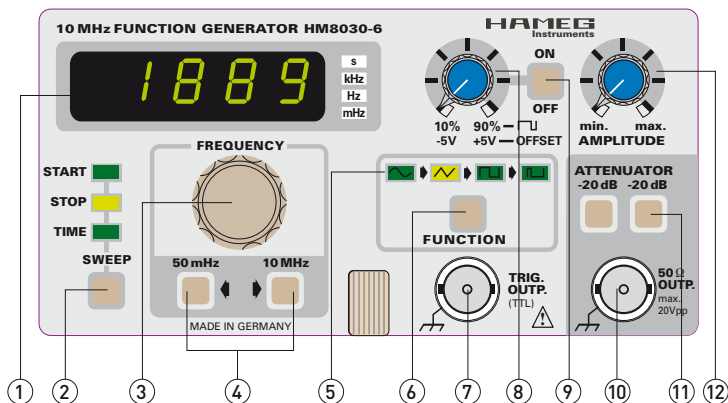 10 MHz FUNCTION GENERATOR HM8030-6
HAMEG
Instruments
1889
s
kHz
Hz
mHz
ON
OFF
10% 90%
-5V +5V OFFSET
min. max.
AMPLITUDE
FREQUENCY
START
STOP
TIME
SWEEP
50 mHz 10 MHz
MADE IN GERMANY
FUNCTION
ATTENUATOR
-20 dB -20 dB
TRIG.
OUTP.
(TTL)
50 Ω
OUTP.
max.
20Vpp
1 2 3 4 5 6 7 8 9 10 11 12